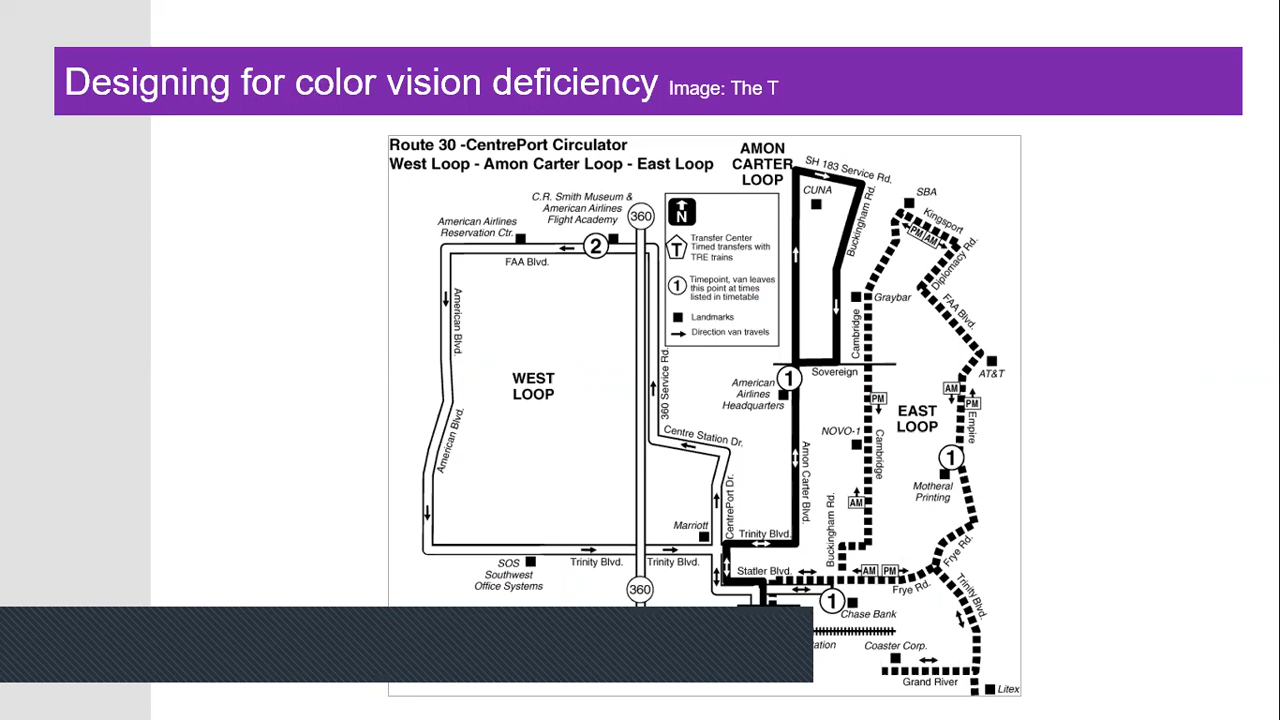 Designing for color vision deficiency Image: The T
Route 30 -CentrePort Circulator
West Loop - Amon Carter Loop - East Loop
AMON
CARTER
LOOP
SH 183 Service Rd.
CUNA
Buckingham Rd.
SBA
Kingsport
PM AM
Diplomacy Rd.
C.R. Smith Museum &
American Airlines
Flight Academy
360
American Airlines
Reservation Ctr.
2
FAA Blvd.
N
T
Transfer Center
Timed transfers with
TRE trains
1
Timepoint, van leaves
this point at times
listed in timetable
Landmarks
Direction van travels
American Blvd.
Graybar
FAA Blvd.
Cambridge
Sovereign
AT&T
WEST
LOOP
360 Service Rd.
American
Airlines
Headquarters
1
PM
AM
PM
EAST
LOOP
Empire
American Blvd.
Centre Station Dr.
NOVO-1
Cambridge
1
Motheral
Printing
Amon Carter Blvd.
CentrePort Dr.
AM
Buckingham Rd.
Marriott
Trinity Blvd.
SOS
Southwest
Office Systems
Trinity Blvd.
Trinity Blvd.
360
Statler Blvd.
AM PM
Frye Rd.
Frye Rd.
Trinity Blvd.
1
Chase Bank
ation
Coaster Corp.
Grand River
Litex